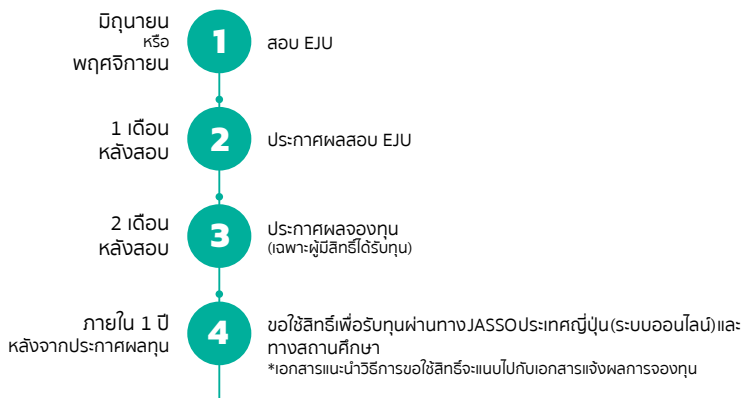 มิถุนายน
หรือ
พฤศจิกายน
1
สอบ EJU
1 เดือน
หลังสอบ
2
ประกาศผลสอบ EJU
2 เดือน
หลังสอบ
3
ประกาศผลจองทุน
(เฉพาะผู้มีสิทธิ์ได้รับทุน)
ภายใน 1 ปี
หลังจากประกาศผลทุน
4
ขอใช้สิทธิ์เพื่อรับทุนผ่านทางJASSOประเทศญี่ปุ่น(ระบบออนไลน์)และ
ทางสถานศึกษา
*เอกสารแนะนำวิธีการขอใช้สิทธิ์จะแนบไปกับเอกสารแจ้งผลการจองทุน